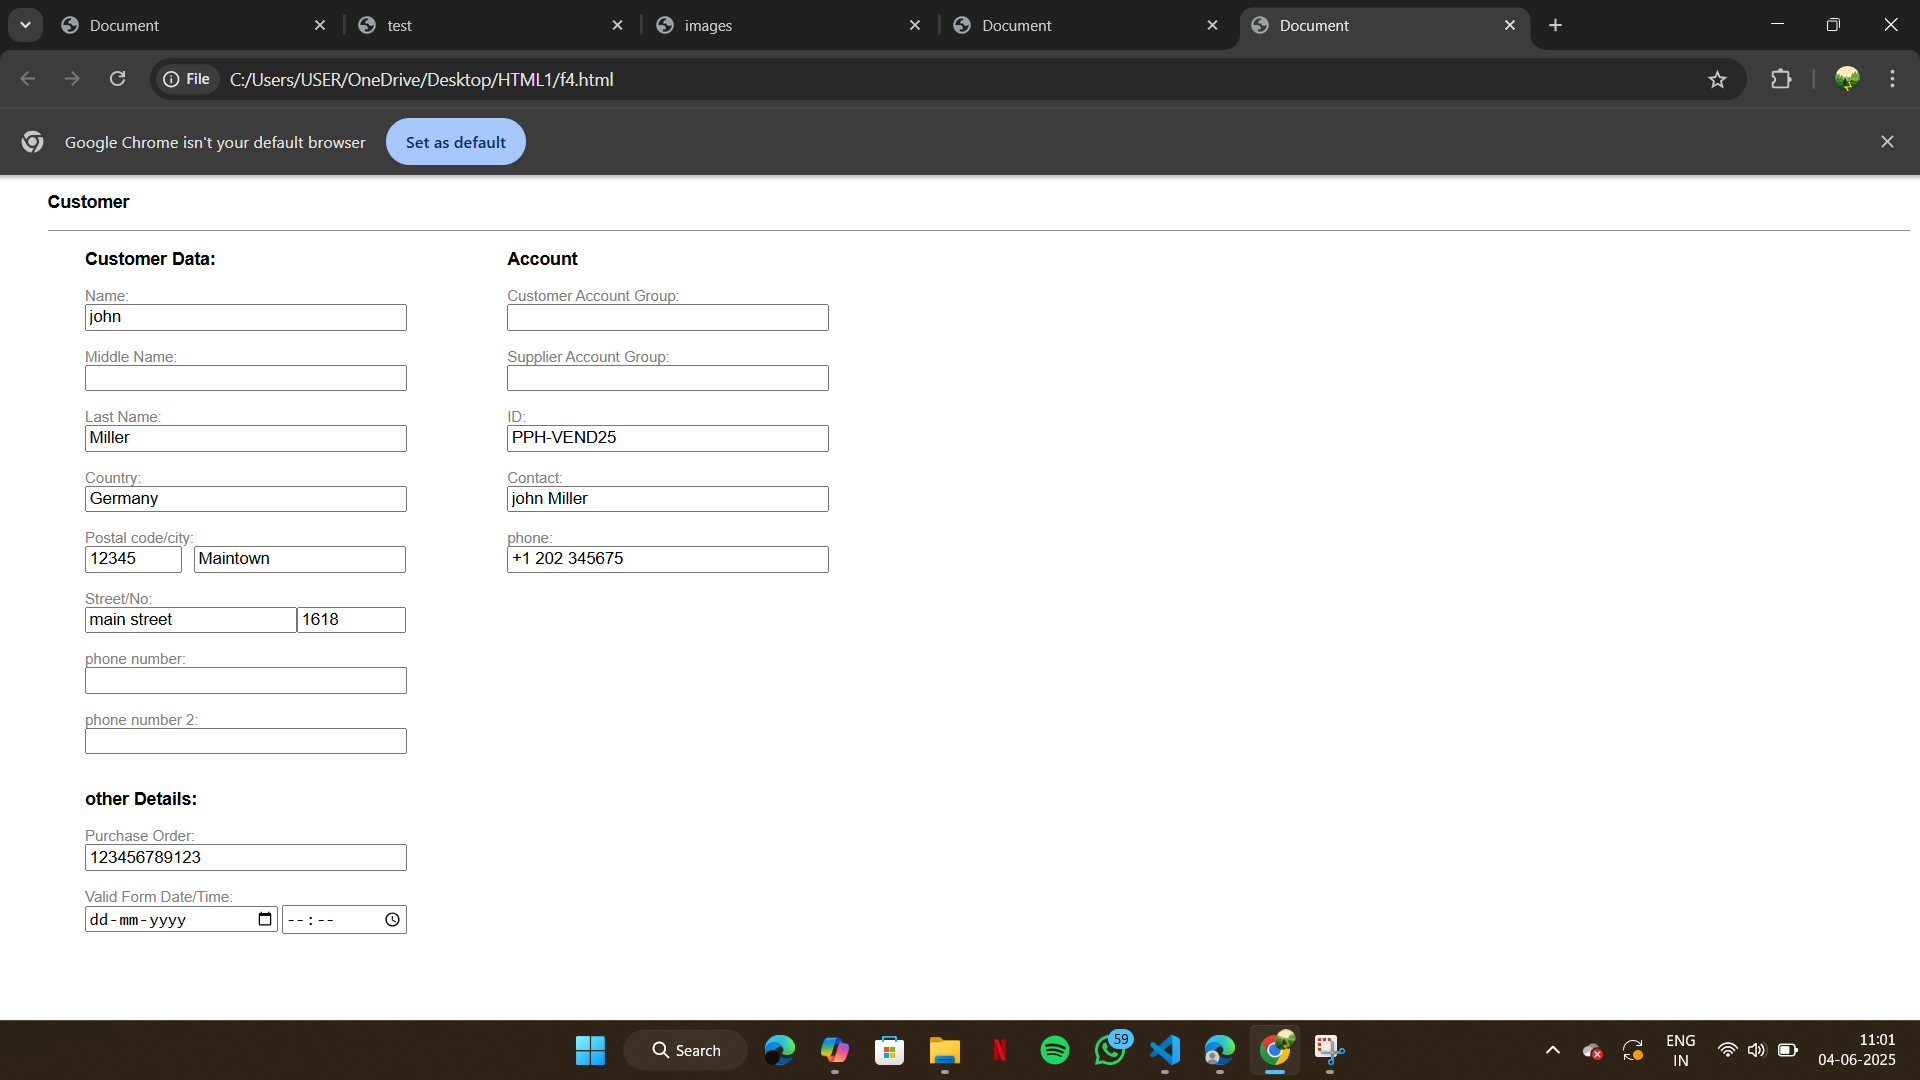 Document
test
images
Document
Document
File
C:/Users/USER/OneDrive/Desktop/HTML1/f4.html
Google Chrome isn't your default browser
Set as default
Customer
Customer Data:
Name:
john
Middle Name:
Last Name:
Miller
Country:
Germany
Postal code/city:
12345 Maintown
Street/No:
main street 1618
phone number:
phone number 2:
other Details:
Purchase Order:
123456789123
Valid Form Date/Time:
dd-mm-yyyy --:--
Account
Customer Account Group:
Supplier Account Group:
ID:
PPH-VEND25
Contact:
john Miller
phone:
+1 202 345675
Search
N
59
ENG
IN
11:01
04-06-2025